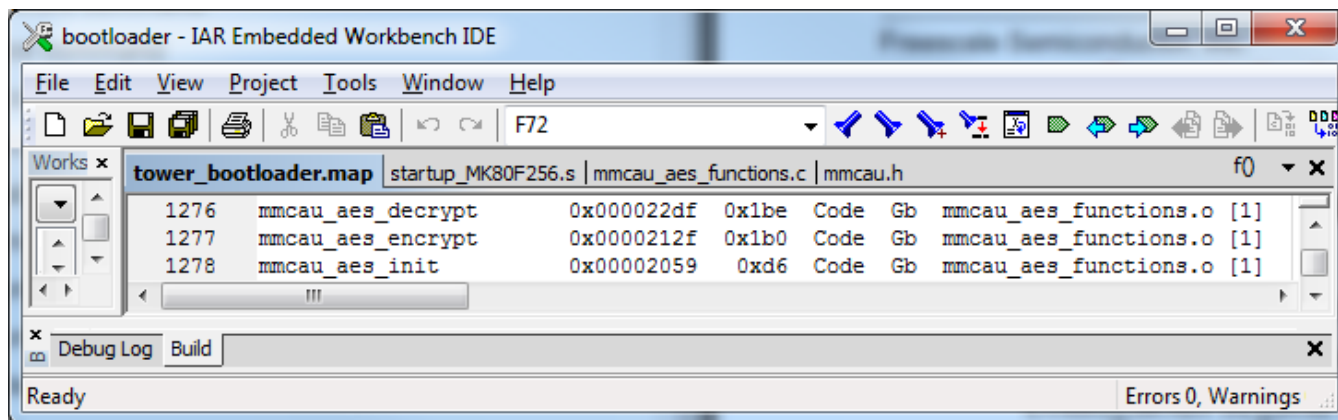 bootloader - IAR Embedded Workbench IDE
File Edit View Project Tools Window Help
F72
Works
tower_bootloader.map startup_MK80F256.s mmcau_aes_functions.c mmcau.h f()
1276 mmcau_aes_decrypt 0x000022df 0x1be Code Gb mmcau_aes_functions.o [1]
1277 mmcau_aes_encrypt 0x0000212f 0x1b0 Code Gb mmcau_aes_functions.o [1]
1278 mmcau_aes_init 0x00002059 0xd6 Code Gb mmcau_aes_functions.o [1]
Debug Log Build
Ready Errors 0, Warnings